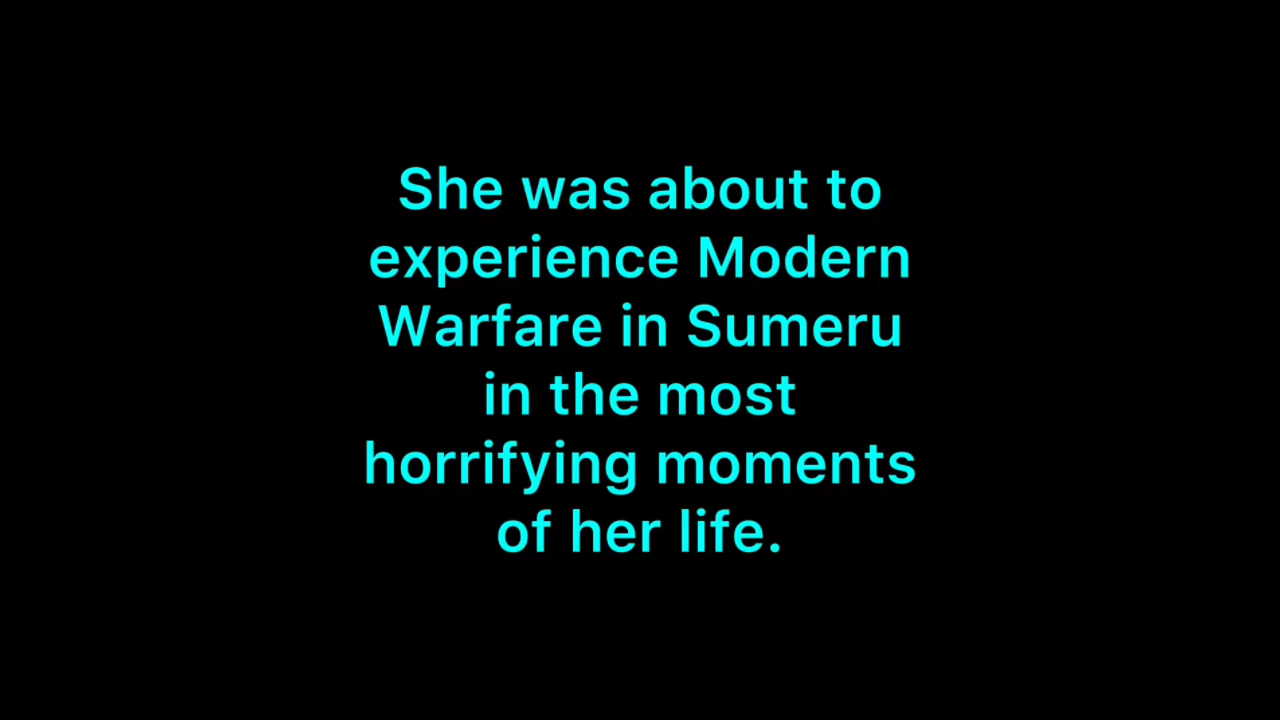 She was about to
experience Modern
Warfare in Sumeru
in the most
horrifying moments
of her life.